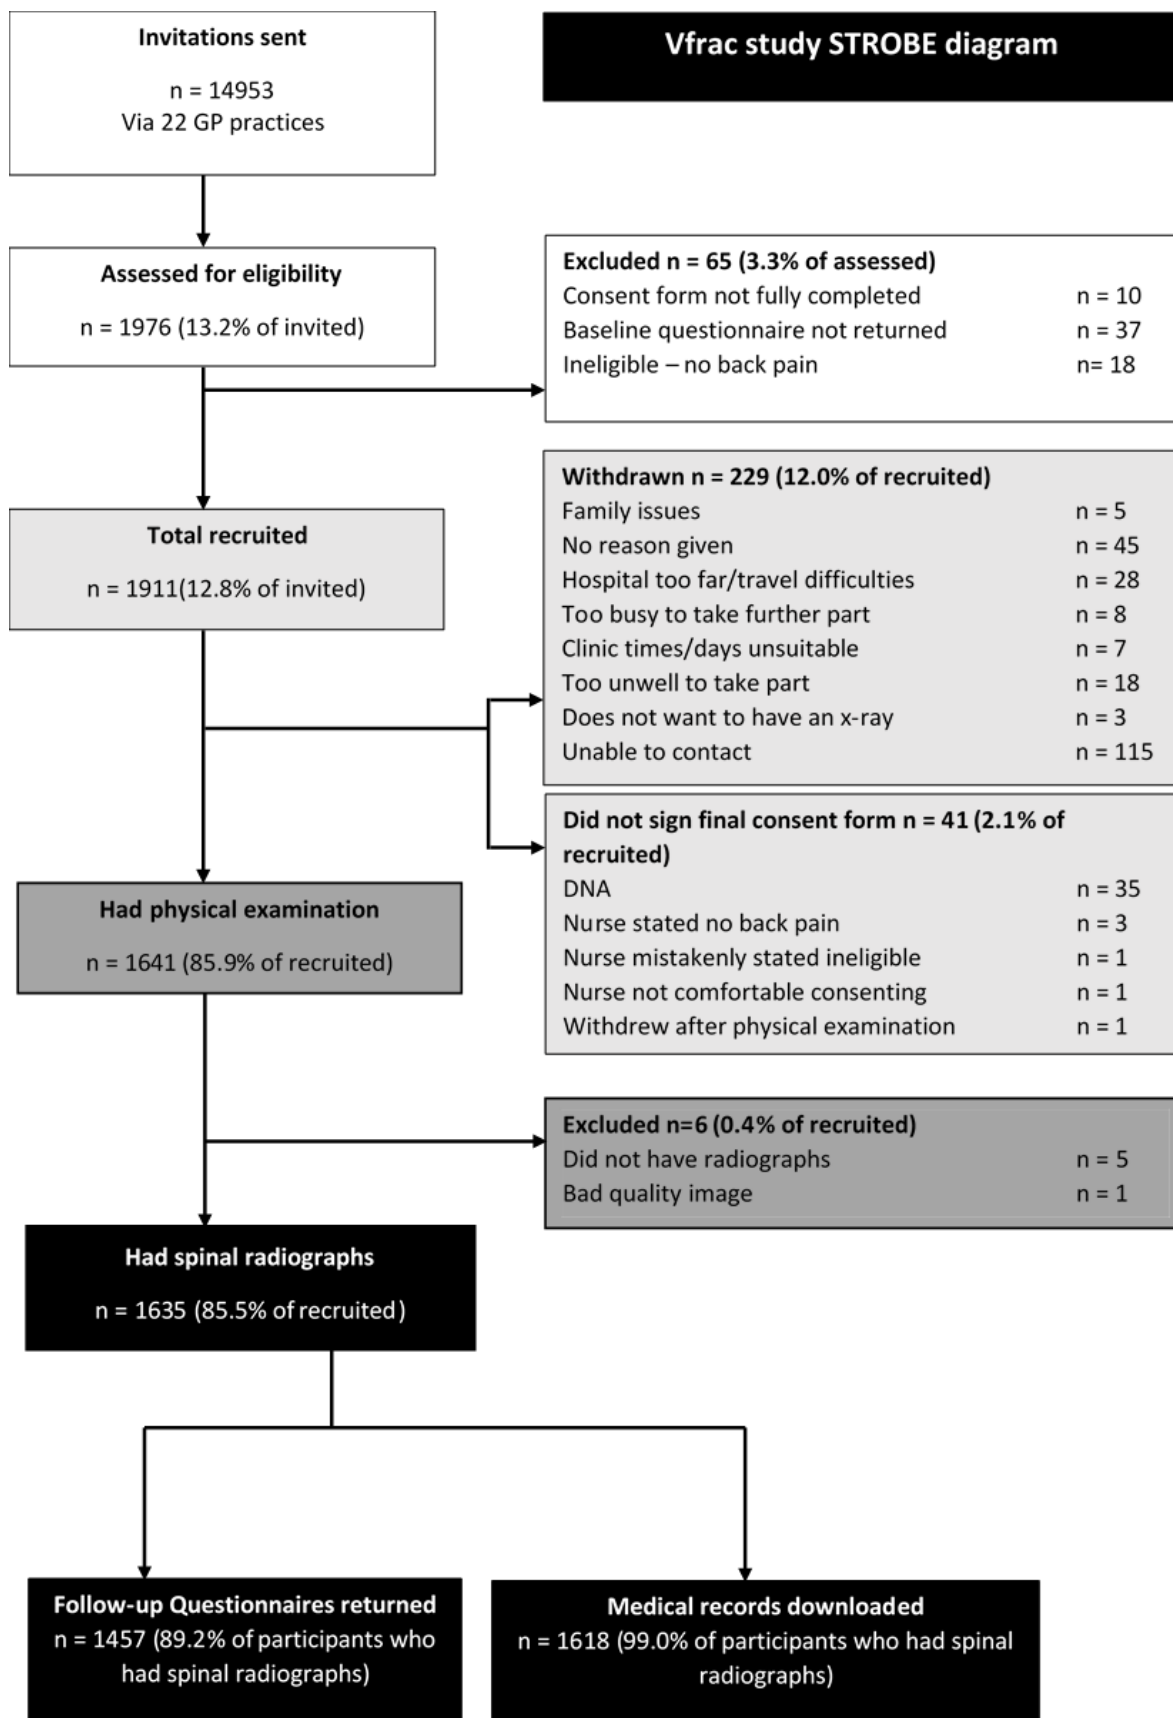 Invitations sent
n = 14953
Via 22 GP practices
Vfrac study STROBE diagram
Assessed for eligibility
n = 1976 (13.2% of invited)
Excluded n = 65 (3.3% of assessed)
Consent form not fully completed n = 10
Baseline questionnaire not returned n = 37
Ineligible – no back pain n= 18
Total recruited
n = 1911(12.8% of invited)
Withdrawn n = 229 (12.0% of recruited)
Family issues n = 5
No reason given n = 45
Hospital too far/travel difficulties n = 28
Too busy to take further part n = 8
Clinic times/days unsuitable n = 7
Too unwell to take part n = 18
Does not want to have an x-ray n = 3
Unable to contact n = 115
Did not sign final consent form n = 41 (2.1% of
recruited)
DNA n = 35
Nurse stated no back pain n = 3
Nurse mistakenly stated ineligible n = 1
Nurse not comfortable consenting n = 1
Withdrew after physical examination n = 1
Had physical examination
n = 1641 (85.9% of recruited)
Excluded n=6 (0.4% of recruited)
Did not have radiographs n = 5
Bad quality image n = 1
Had spinal radiographs
n = 1635 (85.5% of recruited)
Follow-up Questionnaires returned
n = 1457 (89.2% of participants who
had spinal radiographs)
Medical records downloaded
n = 1618 (99.0% of participants who had spinal
radiographs)